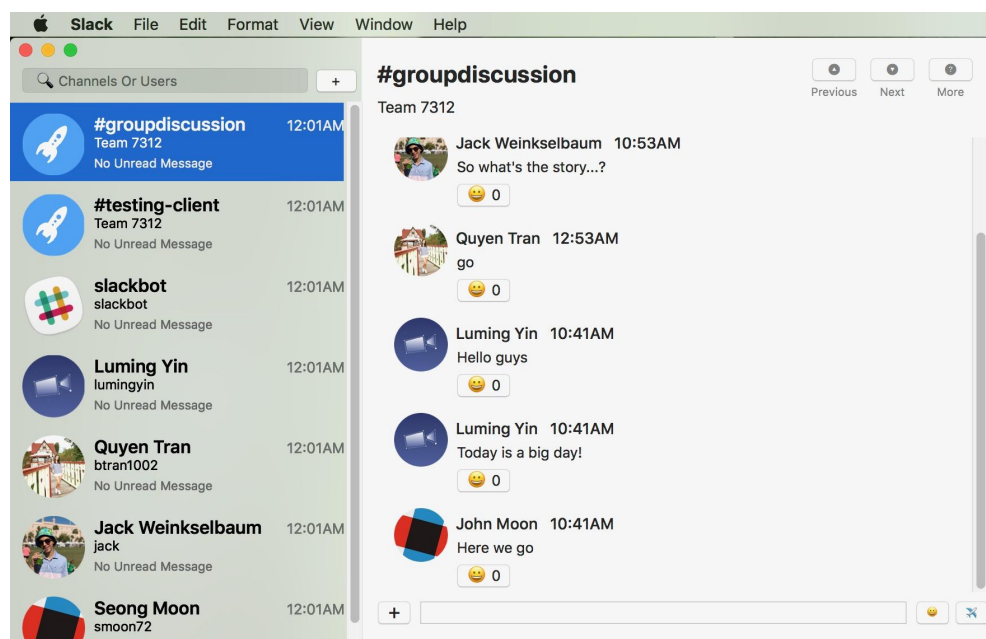 Slack File Edit Format View Window Help
Channels Or Users
+
#groupdiscussion 12:01AM
Team 7312
No Unread Message
#testing-client 12:01AM
Team 7312
No Unread Message
slackbot 12:01AM
slackbot
No Unread Message
Luming Yin 12:01AM
lumingyin
No Unread Message
Quyen Tran 12:01AM
btran1002
No Unread Message
Jack Weinkselbaum 12:01AM
jack
No Unread Message
Seong Moon 12:01AM
smoon72
#groupdiscussion
Team 7312
Previous Next More
Jack Weinkselbaum 10:53AM
So what's the story...?
😀 0
Quyen Tran 12:53AM
go
😀 0
Luming Yin 10:41AM
Hello guys
😀 0
Luming Yin 10:41AM
Today is a big day!
😀 0
John Moon 10:41AM
Here we go
😀 0
+